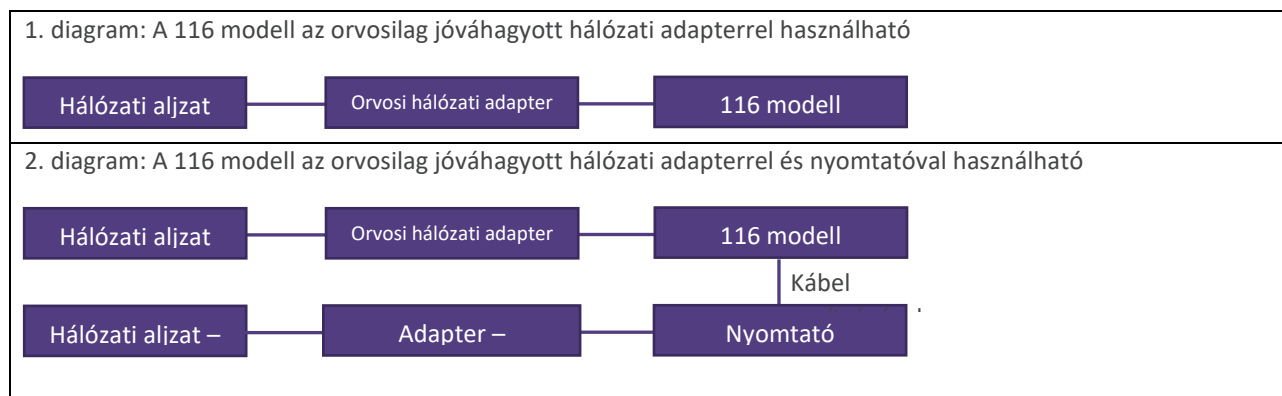 1. diagram: A 116 modell az orvosilag jóváhagyott hálózati adapterrel használható
Hálózati aljzat
Orvosi hálózati adapter
116 modell
2. diagram: A 116 modell az orvosilag jóváhagyott hálózati adapterrel és nyomtatóval használható
Hálózati aljzat
Orvosi hálózati adapter
116 modell
Kábel
Hálózati aljzat –
Adapter –
Nyomtató